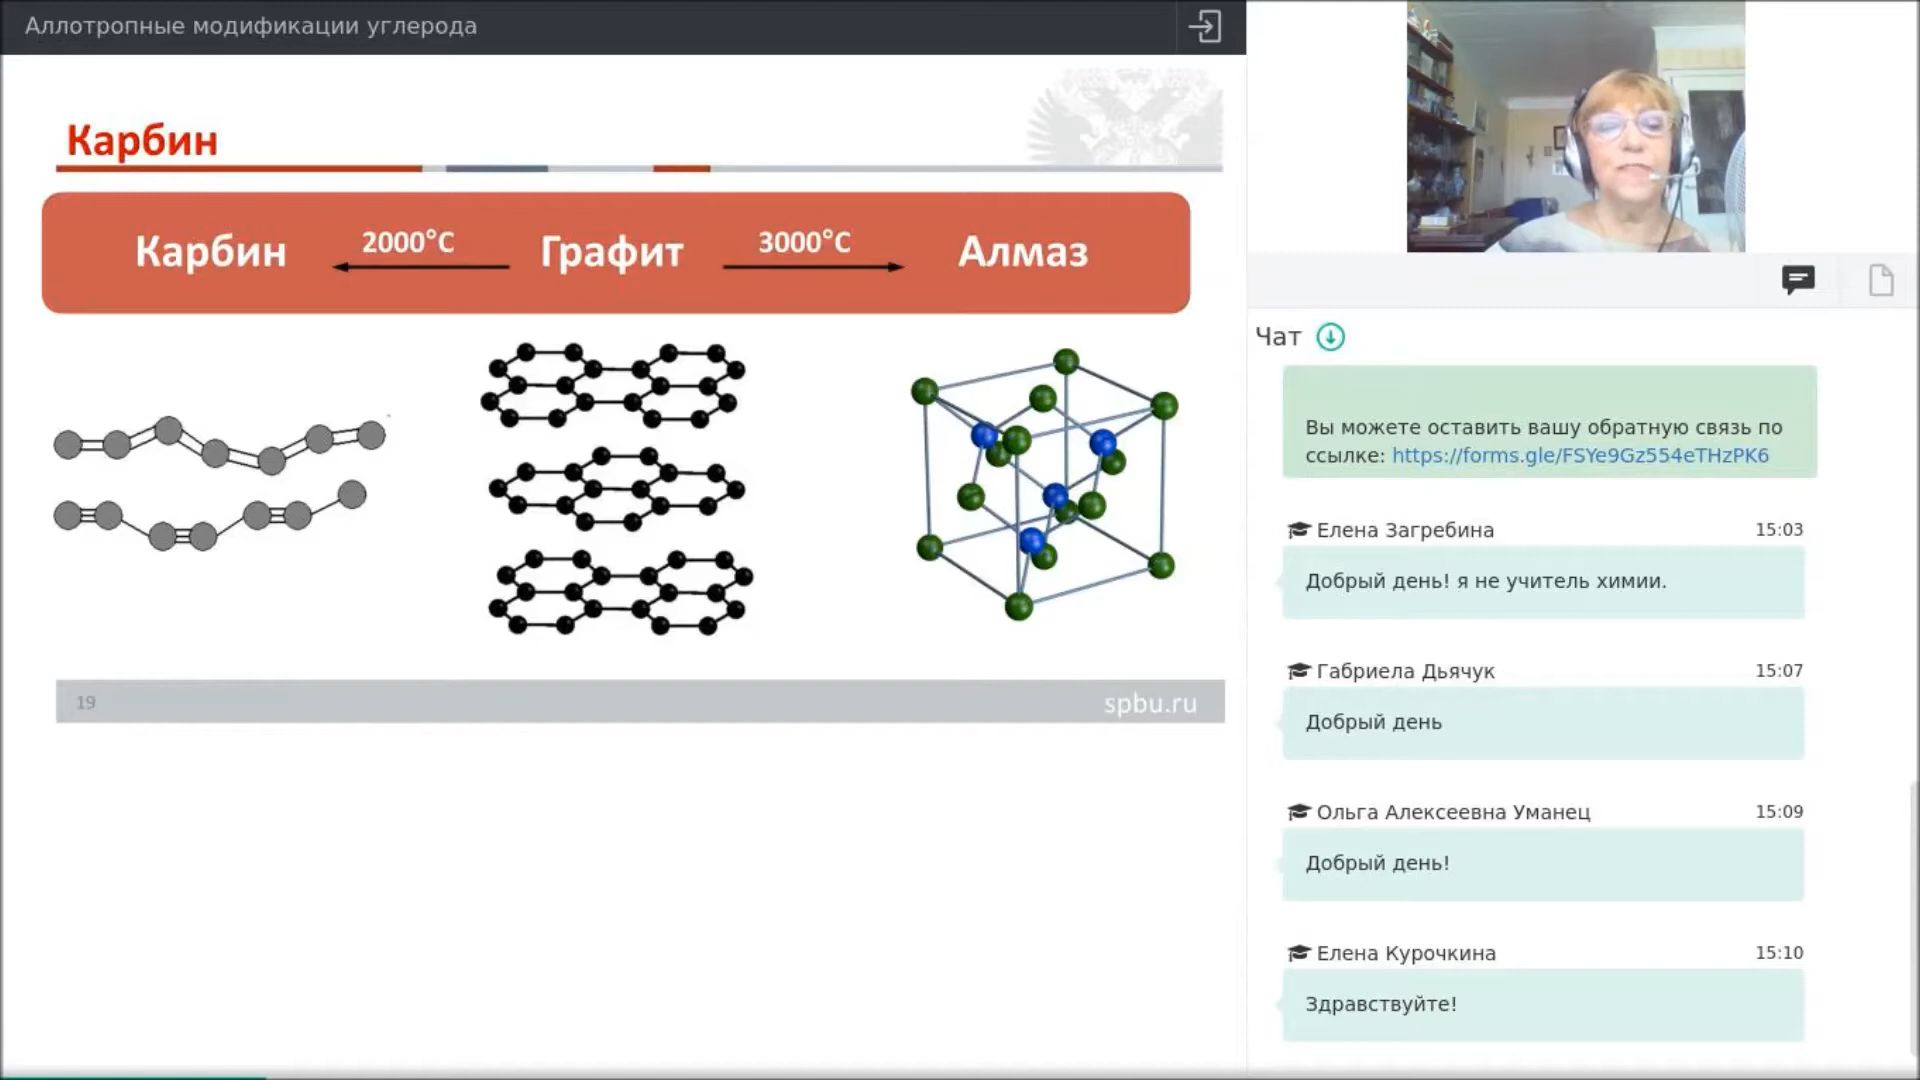 Аллотропные модификации углерода
Карбин
Карбин
2000°C
Графит
3000°C
Алмаз
19
spbu.ru
Чат
Вы можете оставить вашу обратную связь по
ссылке: https://forms.gle/FSYe9Gz554eTHzPK6
Елена Загребина
15:03
Добрый день! я не учитель химии.
Габриела Дьячук
15:07
Добрый день
Ольга Алексеевна Уманец
15:09
Добрый день!
Елена Курочкина
15:10
Здравствуйте!